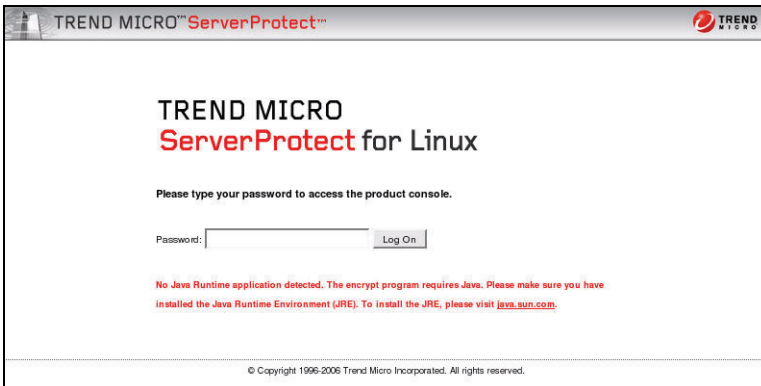 TREND MICRO™ ServerProtect™
TREND MICRO
TREND MICRO
ServerProtect for Linux
Please type your password to access the product console.
Password: Log On
No Java Runtime application detected. The encrypt program requires Java. Please make sure you have
installed the Java Runtime Environment (JRE). To install the JRE, please visit java.sun.com.
© Copyright 1996-2006 Trend Micro Incorporated. All rights reserved.